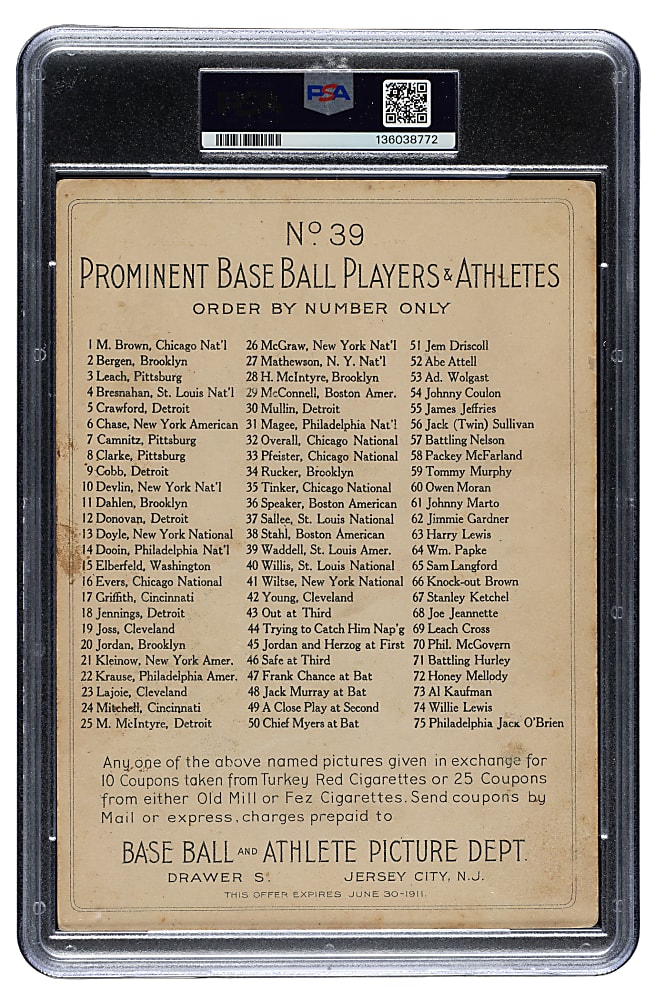 PSA
136038772
Nº. 39
PROMINENT BASE BALL PLAYERS & ATHLETES
ORDER BY NUMBER ONLY
1 M. Brown, Chicago Nat'l
2 Bergen, Brooklyn
3 Leach, Pittsburg
4 Bresnahan, St. Louis Nat'l
5 Crawford, Detroit
6 Chase, New York American
7 Camnitz, Pittsburg
8 Clarke, Pittsburg
9 Cobb, Detroit
10 Devlin, New York Nat'l
11 Dahlen, Brooklyn
12 Donovan, Detroit
13 Doyle, New York National
14 Dooin, Philadelphia Nat'l
15 Elberfeld, Washington
16 Evers, Chicago National
17 Griffith, Cincinnati
18 Jennings, Detroit
19 Joss, Cleveland
20 Jordan, Brooklyn
21 Kleinow, New York Amer.
22 Krause, Philadelphia Amer.
23 Lajoie, Cleveland
24 Mitchell, Cincinnati
25 M. McIntyre, Detroit
26 McGraw, New York Nat'l
27 Mathewson, N. Y. Nat'l
28 H. McIntyre, Brooklyn
29 McConnell, Boston Amer.
30 Mullin, Detroit
31 Magee, Philadelphia Nat'l
32 Overall, Chicago National
33 Pfeister, Chicago National
34 Rucker, Brooklyn
35 Tinker, Chicago National
36 Speaker, Boston American
37 Sallee, St. Louis National
38 Stahl, Boston American
39 Waddell, St. Louis Amer.
40 Willis, St. Louis National
41 Wiltse, New York National
42 Young, Cleveland
43 Out at Third
44 Trying to Catch Him Nap'g
45 Jordan and Herzog at First
46 Safe at Third
47 Frank Chance at Bat
48 Jack Murray at Bat
49 A Close Play at Second
50 Chief Myers at Bat
51 Jem Driscoll
52 Abe Attell
53 Ad. Wolgast
54 Johnny Coulon
55 James Jeffries
56 Jack (Twin) Sullivan
57 Battling Nelson
58 Packey McFarland
59 Tommy Murphy
60 Owen Moran
61 Johnny Marto
62 Jimmie Gardner
63 Harry Lewis
64 Wm. Papke
65 Sam Langford
66 Knock-out Brown
67 Stanley Ketchel
68 Joe Jeannette
69 Leach Cross
70 Phil. McGovern
71 Battling Hurley
72 Honey Mellody
73 Al Kaufman
74 Willie Lewis
75 Philadelphia Jack O'Brien
Any one of the above named pictures given in exchange for
10 Coupons taken from Turkey Red Cigarettes or 25 Coupons
from either Old Mill or Fez Cigarettes. Send coupons by
Mail or express, charges prepaid to
BASE BALL AND ATHLETE PICTURE DEPT.
DRAWER S. JERSEY CITY, N.J.
THIS OFFER EXPIRES JUNE 30-1911.